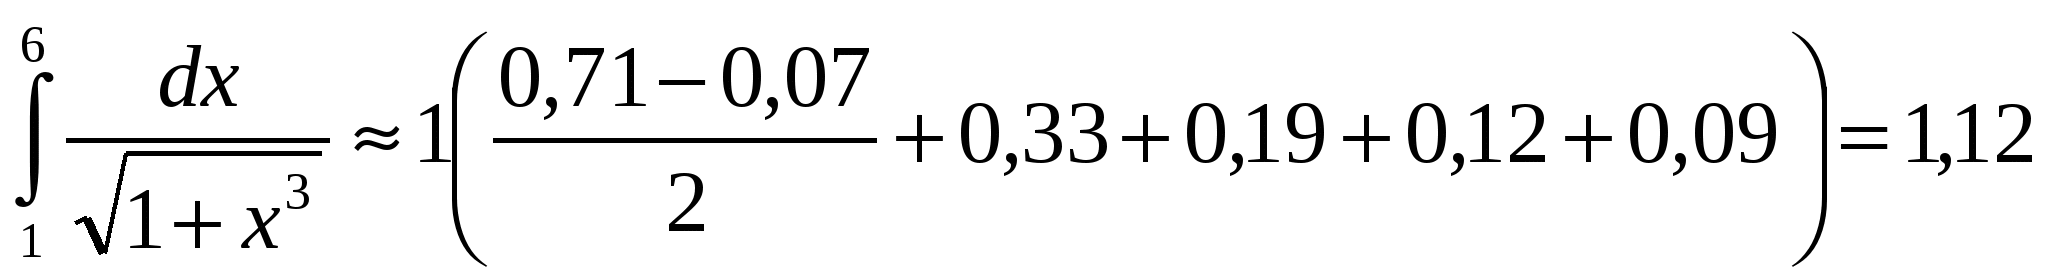 ∫₁⁶ dx/√(1+x³) ≈ 1((0,71−0,07)/2 + 0,33 + 0,19 + 0,12 + 0,09) = 1,12